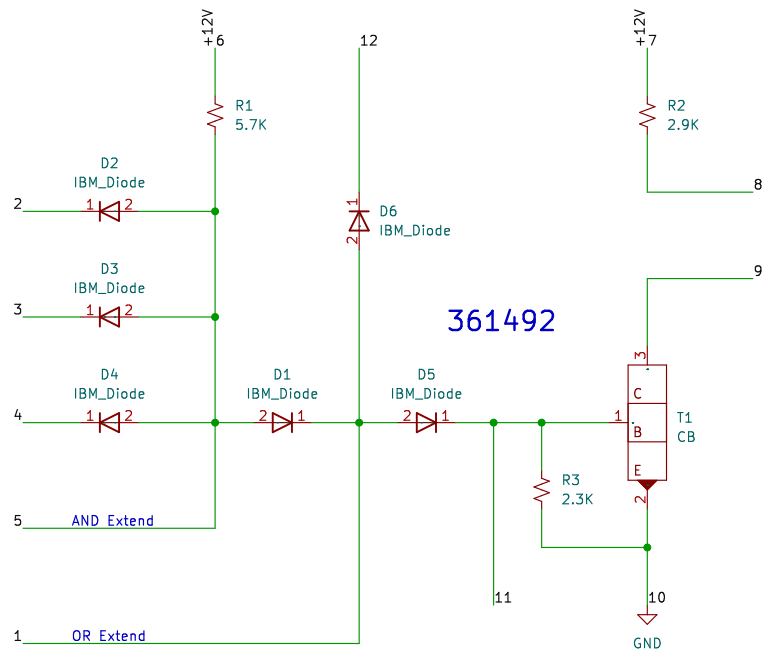 +12V
6
12
+12V
7
R1
5.7K
R2
2.9K
D2
IBM_Diode
2
1
2
8
1
D6
IBM_Diode
2
D3
IBM_Diode
9
3
1
2
361492
3
D4
IBM_Diode
D1
IBM_Diode
D5
IBM_Diode
C
4
1
2
2
1
2
1
1
B
T1
CB
E
R3
2.3K
2
5
AND Extend
11
10
1
OR Extend
GND